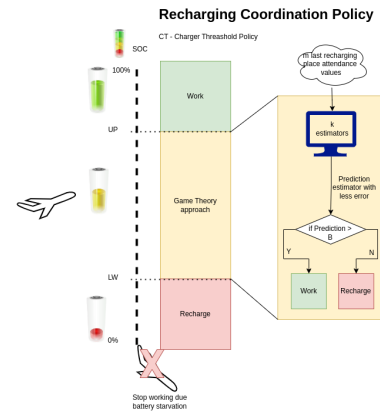 Recharging Coordination Policy
CT - Charger Threashold Policy
SOC
100%
Work
UP
Game Theory
approach
LW
Recharge
0%
Stop working due
battery starvation
m last recharging
place attendance
values
k
estimators
Prediction
estimator with
less error
if Prediction >
B
Y
N
Work
Recharge